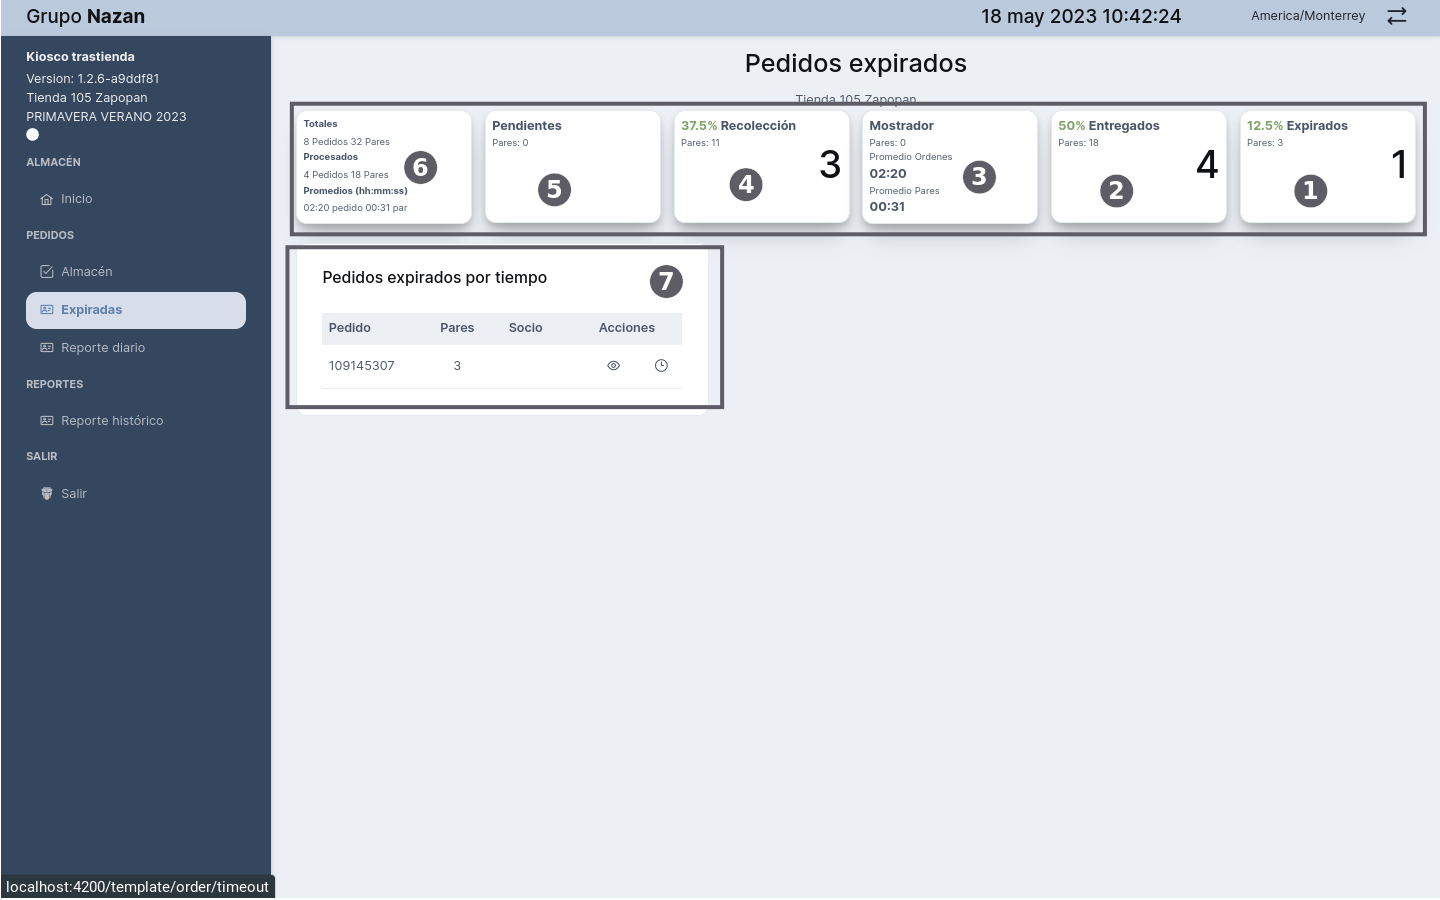 Grupo Nazan
18 may 2023 10:42:24
America/Monterrey
Kiosco trastienda
Version: 1.2.6-a9ddf81
Tienda 105 Zapopan
PRIMAVERA VERANO 2023
ALMACÉN
Inicio
PEDIDOS
Almacén
Expiradas
Reporte diario
REPORTES
Reporte histórico
SALIR
Salir
Pedidos expirados
Tienda 105 Zapopan
Totales
8 Pedidos 32 Pares
Procesados
4 Pedidos 18 Pares
Promedios (hh:mm:ss)
02:20 pedido 00:31 par
6
Pendientes
Pares: 0
5
37.5% Recolección
Pares: 11
3
4
Mostrador
Pares: 0
Promedio Ordenes
02:20
Promedio Pares
00:31
3
50% Entregados
Pares: 18
4
2
12.5% Expirados
Pares: 3
1
1
Pedidos expirados por tiempo
7
Pedido Pares Socio Acciones
109145307 3
localhost:4200/template/order/timeout